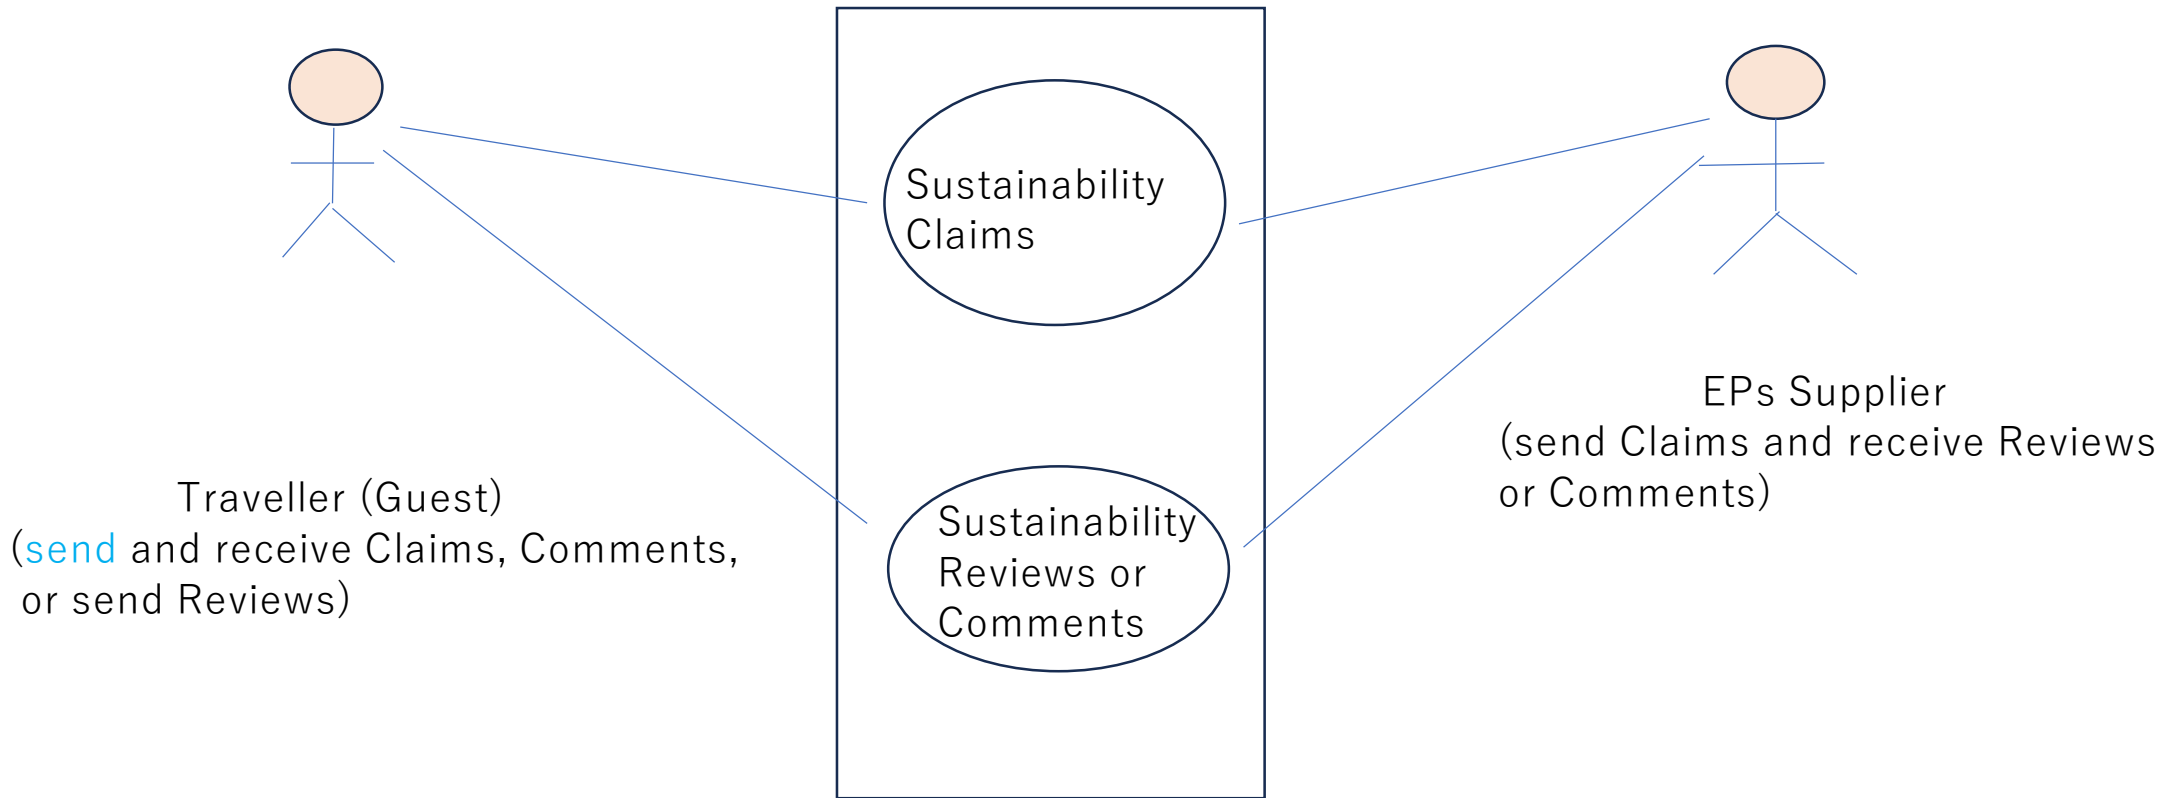 Sustainability
Claims
EPs Supplier
(send Claims and receive Reviews
or Comments)
Traveller (Guest)
(send and receive Claims, Comments,
or send Reviews)
Sustainability
Reviews or
Comments